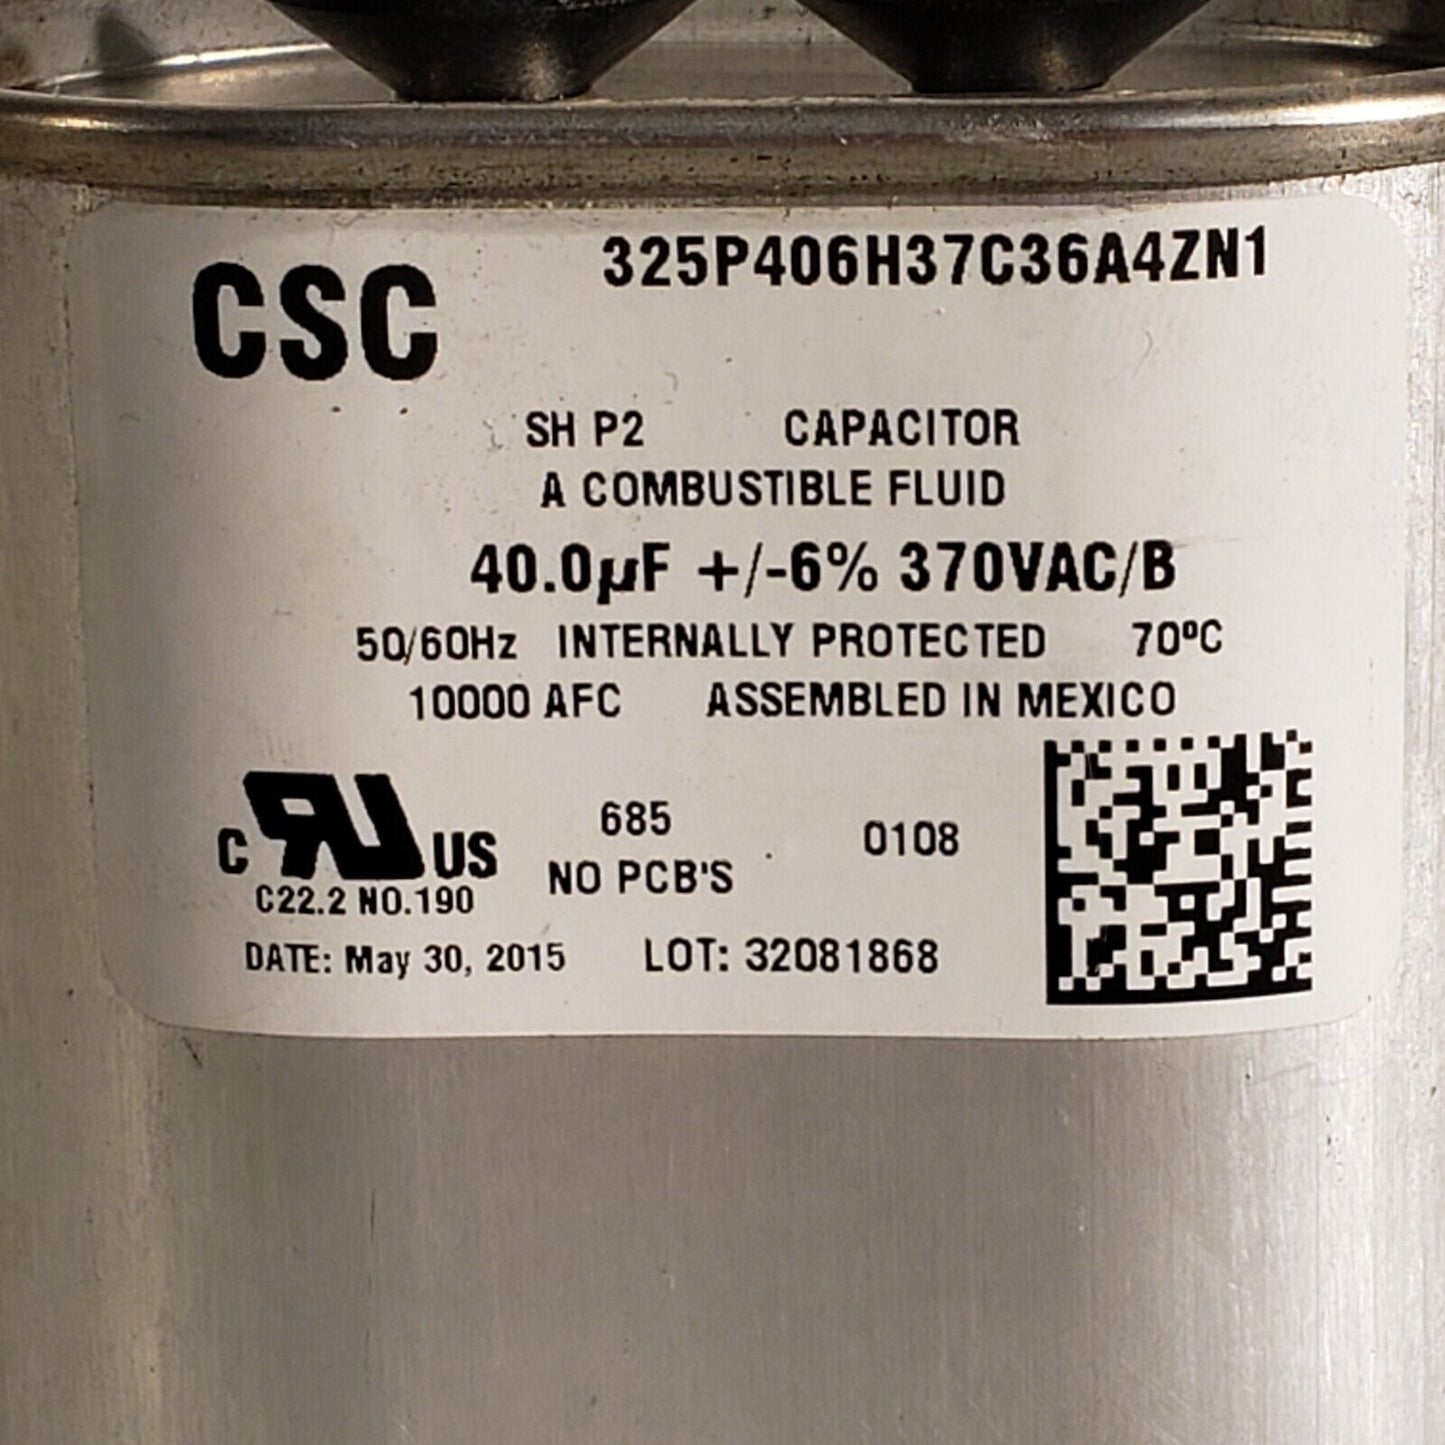 325P406H37C36A4ZN1
CSC
SH P2 CAPACITOR
A COMBUSTIBLE FLUID
40.0µF +/-6% 370VAC/B
50/60Hz INTERNALLY PROTECTED 70ºC
10000 AFC ASSEMBLED IN MEXICO
C RU US 685 0108
NO PCB'S
C22.2 NO.190
DATE: May 30, 2015 LOT: 32081868